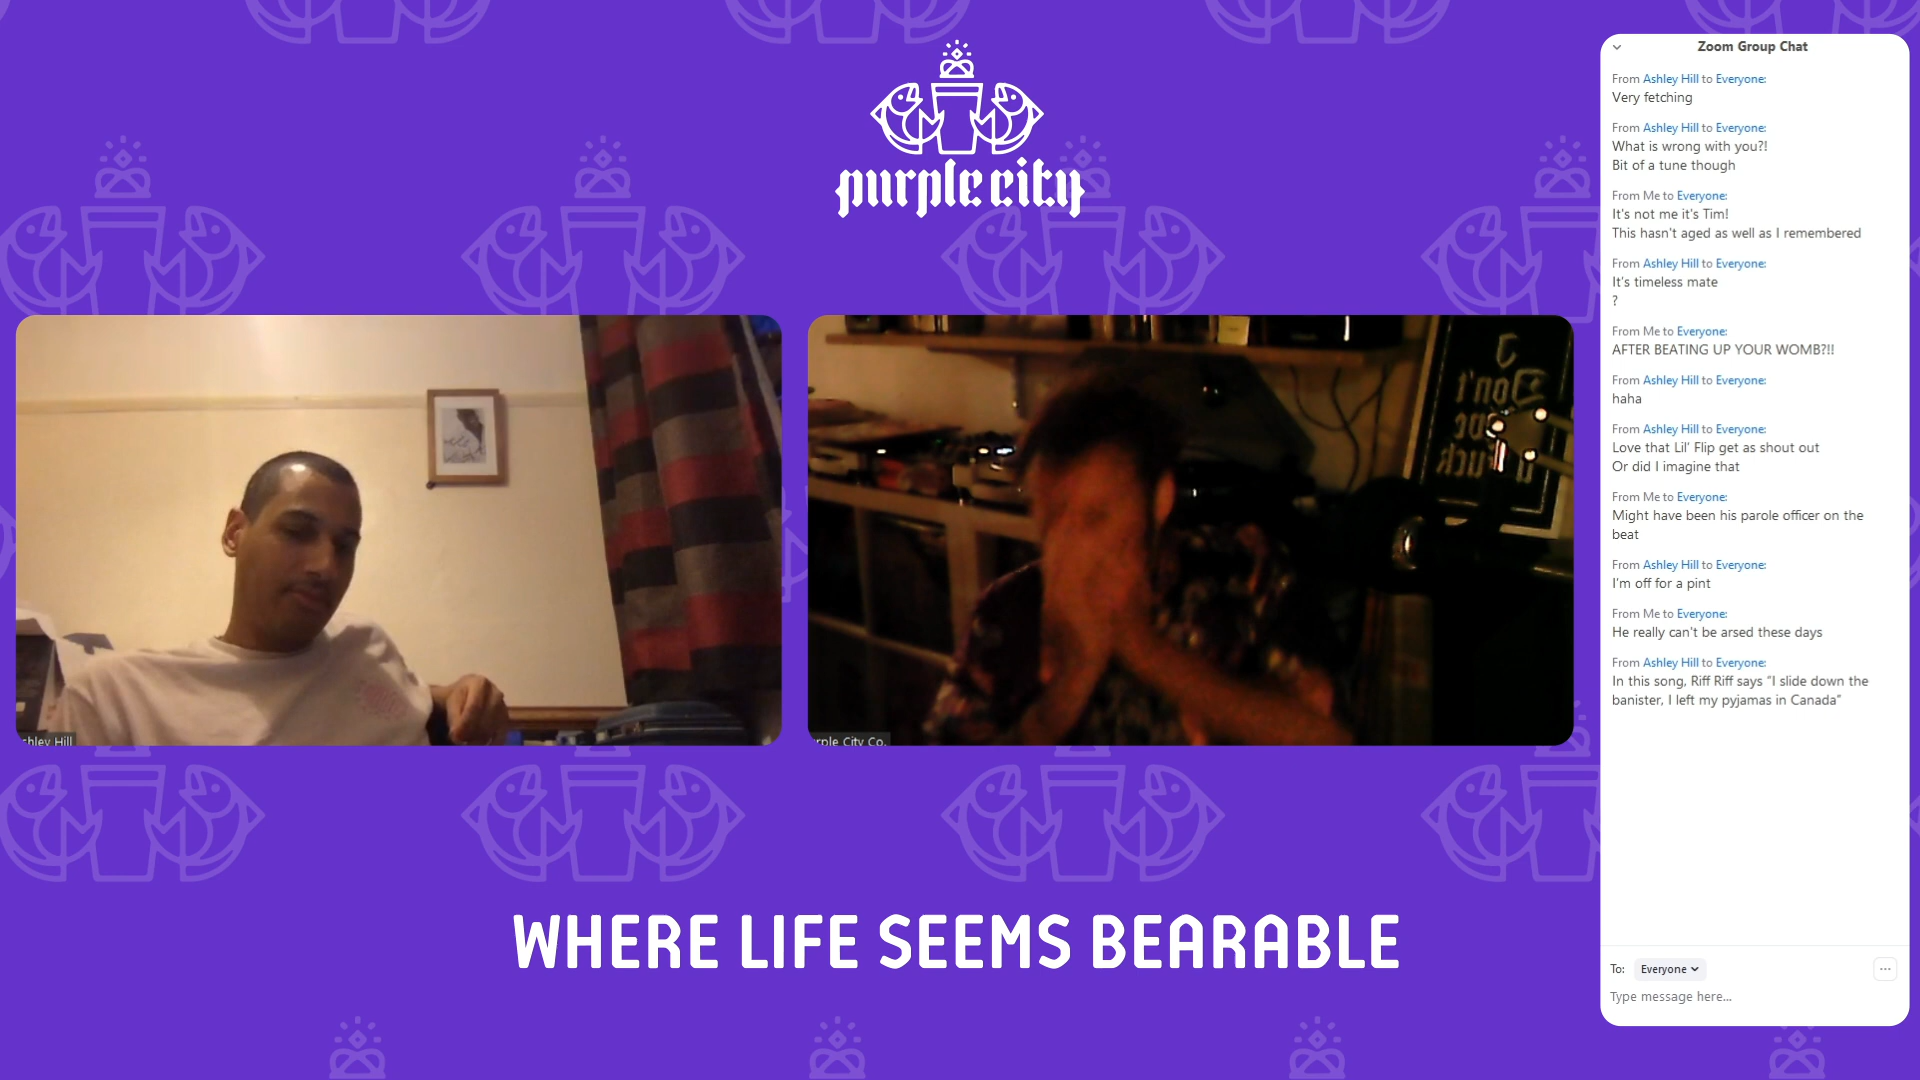 purple city
Zoom Group Chat
From Ashley Hill to Everyone:
Very fetching
From Ashley Hill to Everyone:
What is wrong with you?!
Bit of a tune though
From Me to Everyone:
It's not me it's Tim!
This hasn't aged as well as I remembered
From Ashley Hill to Everyone:
It's timeless mate
?
From Me to Everyone:
AFTER BEATING UP YOUR WOMB?!!
From Ashley Hill to Everyone:
haha
From Ashley Hill to Everyone:
Love that Lil' Flip get as shout out
Or did I imagine that
From Me to Everyone:
Might have been his parole officer on the
beat
From Ashley Hill to Everyone:
I'm off for a pint
From Me to Everyone:
He really can't be arsed these days
From Ashley Hill to Everyone:
In this song, Riff Riff says "I slide down the
banister, I left my pyjamas in Canada"
To: Everyone
Type message here...
hley Hill
rple City Co.
I
Don't
WHERE LIFE SEEMS BEARABLE